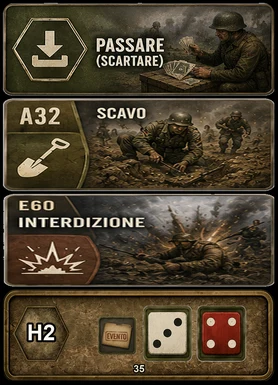 PASSARE
(SCARTARE)
A32 SCAVO
E60
INTERDIZIONE
H2
EVENTO
35